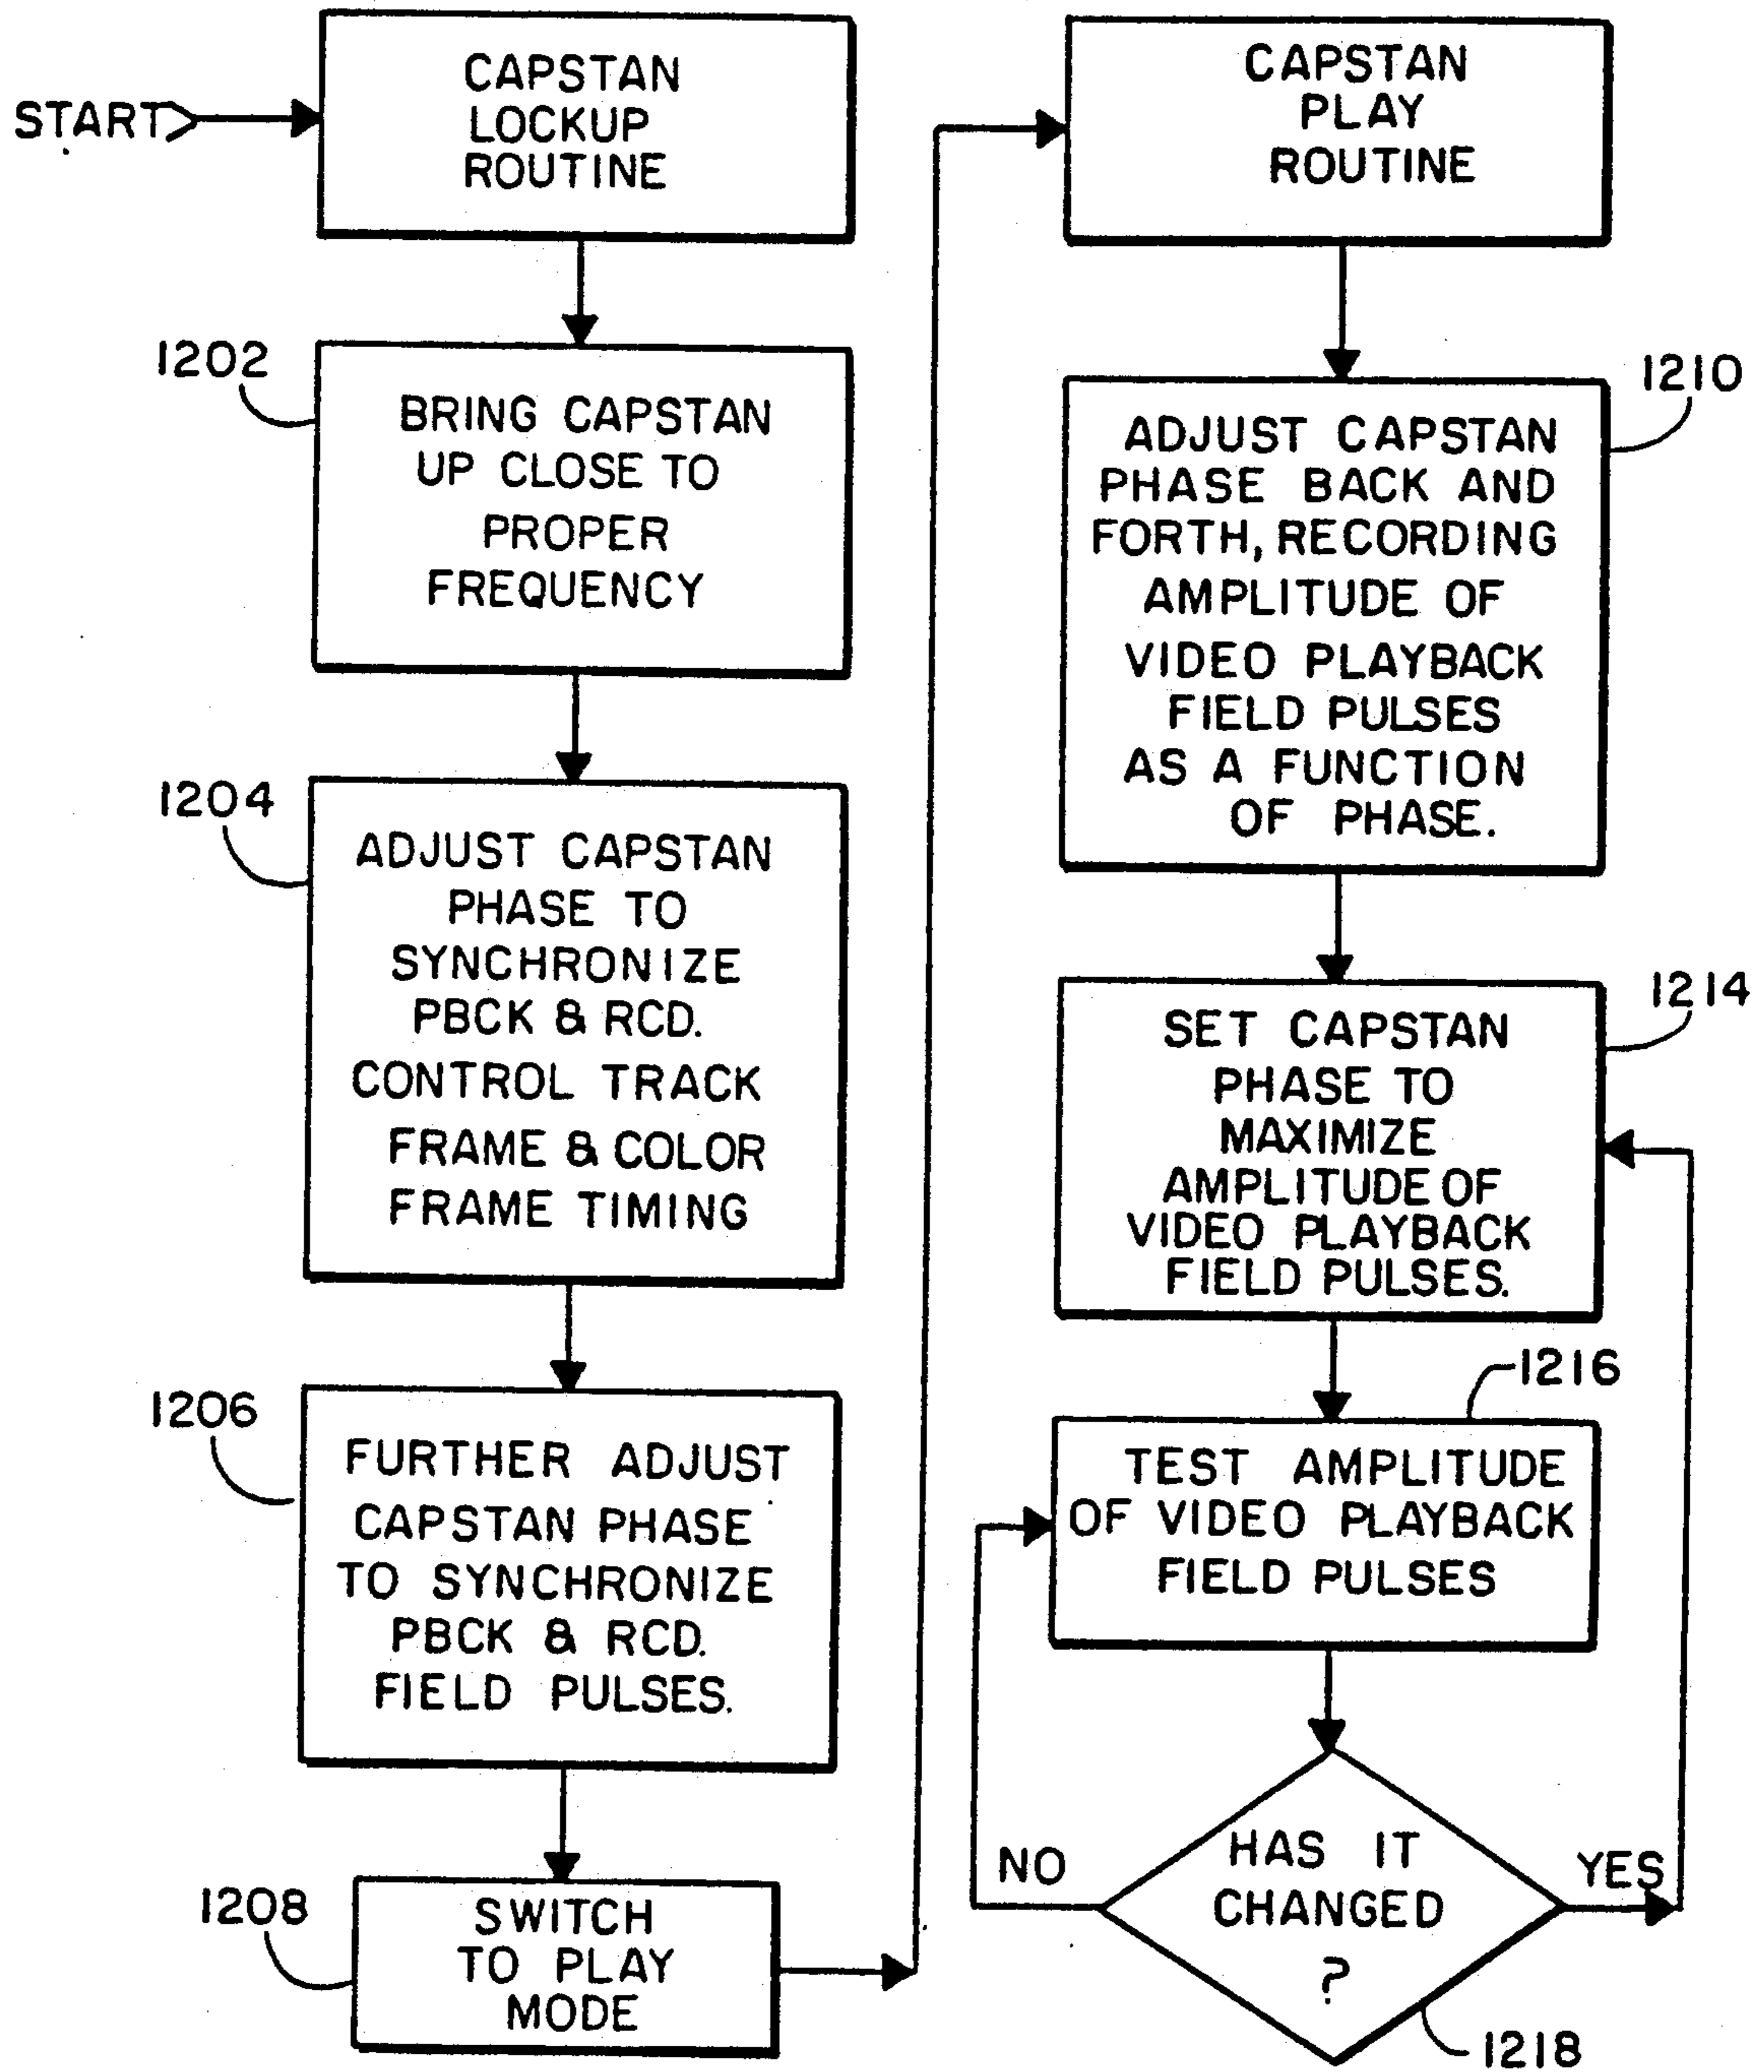 START
CAPSTAN
LOCKUP
ROUTINE
1202
BRING CAPSTAN
UP CLOSE TO
PROPER
FREQUENCY
1204
ADJUST CAPSTAN
PHASE TO
SYNCHRONIZE
PBCK & RCD.
CONTROL TRACK
FRAME & COLOR
FRAME TIMING
1206
FURTHER ADJUST
CAPSTAN PHASE
TO SYNCHRONIZE
PBCK & RCD.
FIELD PULSES.
1208
SWITCH
TO PLAY
MODE
CAPSTAN
PLAY
ROUTINE
1210
ADJUST CAPSTAN
PHASE BACK AND
FORTH, RECORDING
AMPLITUDE OF
VIDEO PLAYBACK
FIELD PULSES
AS A FUNCTION
OF PHASE.
1214
SET CAPSTAN
PHASE TO
MAXIMIZE
AMPLITUDE OF
VIDEO PLAYBACK
FIELD PULSES.
1216
TEST AMPLITUDE
OF VIDEO PLAYBACK
FIELD PULSES
NO
HAS IT
CHANGED
?
YES
1218